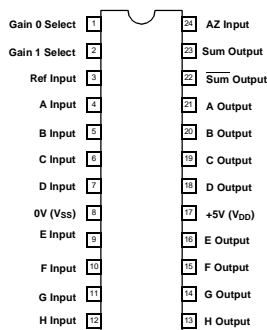 Gain 0 Select 1 24 AZ Input
Gain 1 Select 2 23 Sum Output
Ref Input 3 22 Sum Output
A Input 4 21 A Output
B Input 5 20 B Output
C Input 6 19 C Output
D Input 7 18 D Output
0V (VSS) 8 17 +5V (VDD)
E Input 9 16 E Output
F Input 10 15 F Output
G Input 11 14 G Output
H Input 12 13 H Output